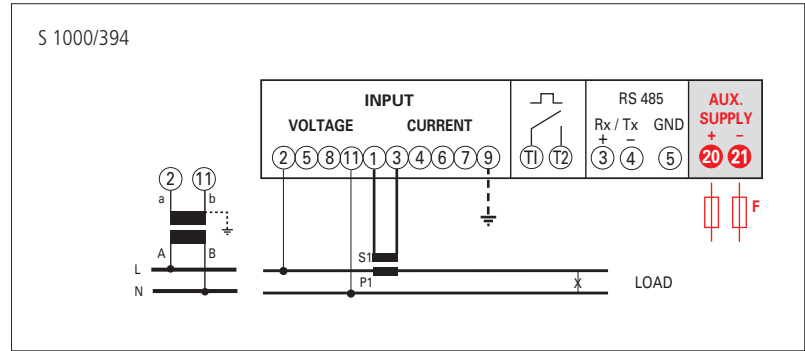 S 1000/394
INPUT
VOLTAGE CURRENT
2 5 8 11 1 3 4 6 7 9
T1 T2
RS 485
Rx / Tx GND
+ −
3 4 5
AUX.
SUPPLY
+ −
20 21
F
2 11
a b
A B
L
N
S1
P1
X
LOAD